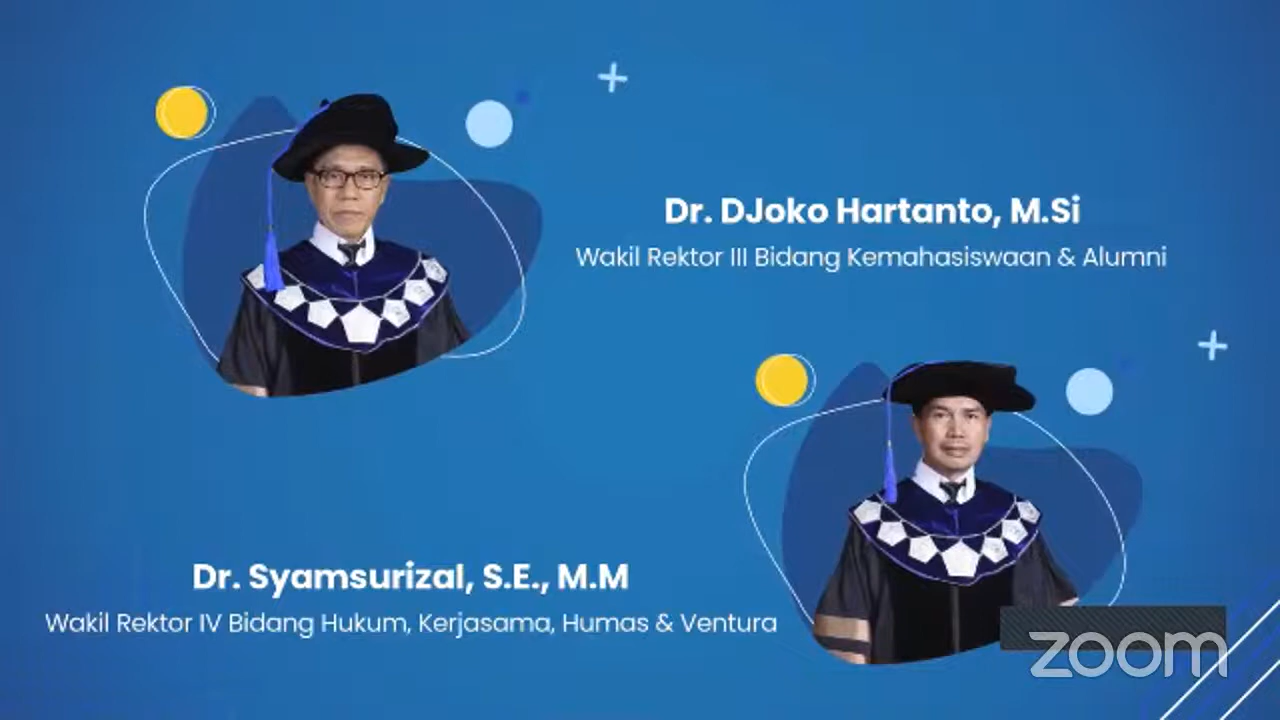 Dr. DJoko Hartanto, M.Si
Wakil Rektor III Bidang Kemahasiswaan & Alumni
Dr. Syamsurizal, S.E., M.M
Wakil Rektor IV Bidang Hukum, Kerjasama, Humas & Ventura
zoom